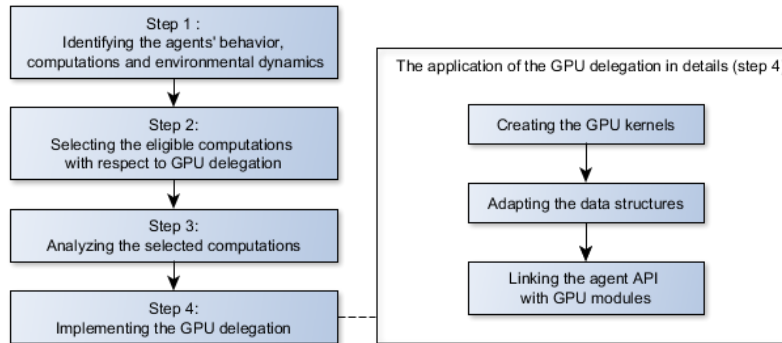 Step 1 :
Identifying the agents' behavior,
computations and environmental dynamics
Step 2:
Selecting the eligible computations
with respect to GPU delegation
Step 3:
Analyzing the selected computations
Step 4:
Implementing the GPU delegation
The application of the GPU delegation in details (step 4
Creating the GPU kernels
Adapting the data structures
Linking the agent API
with GPU modules